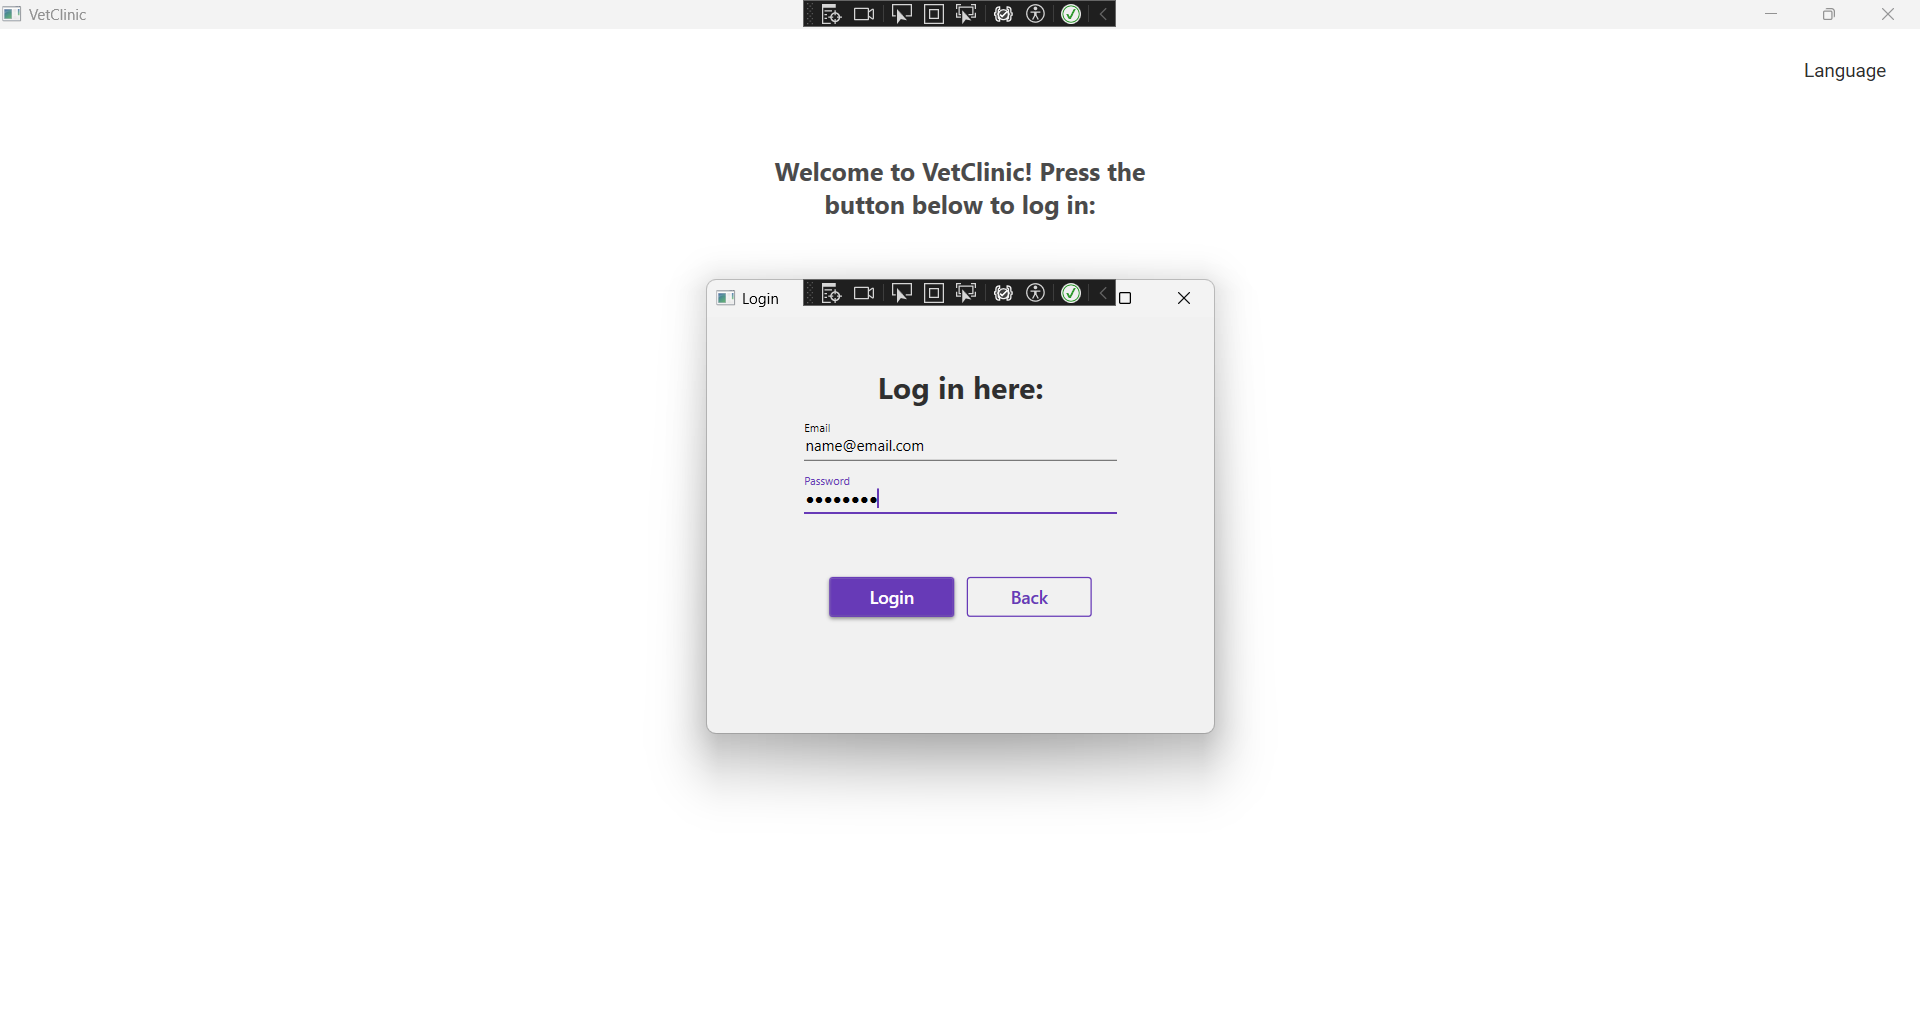 VetClinic
Language
Welcome to VetClinic! Press the
button below to log in:
Login
Log in here:
Email
name@email.com
Password
Login
Back